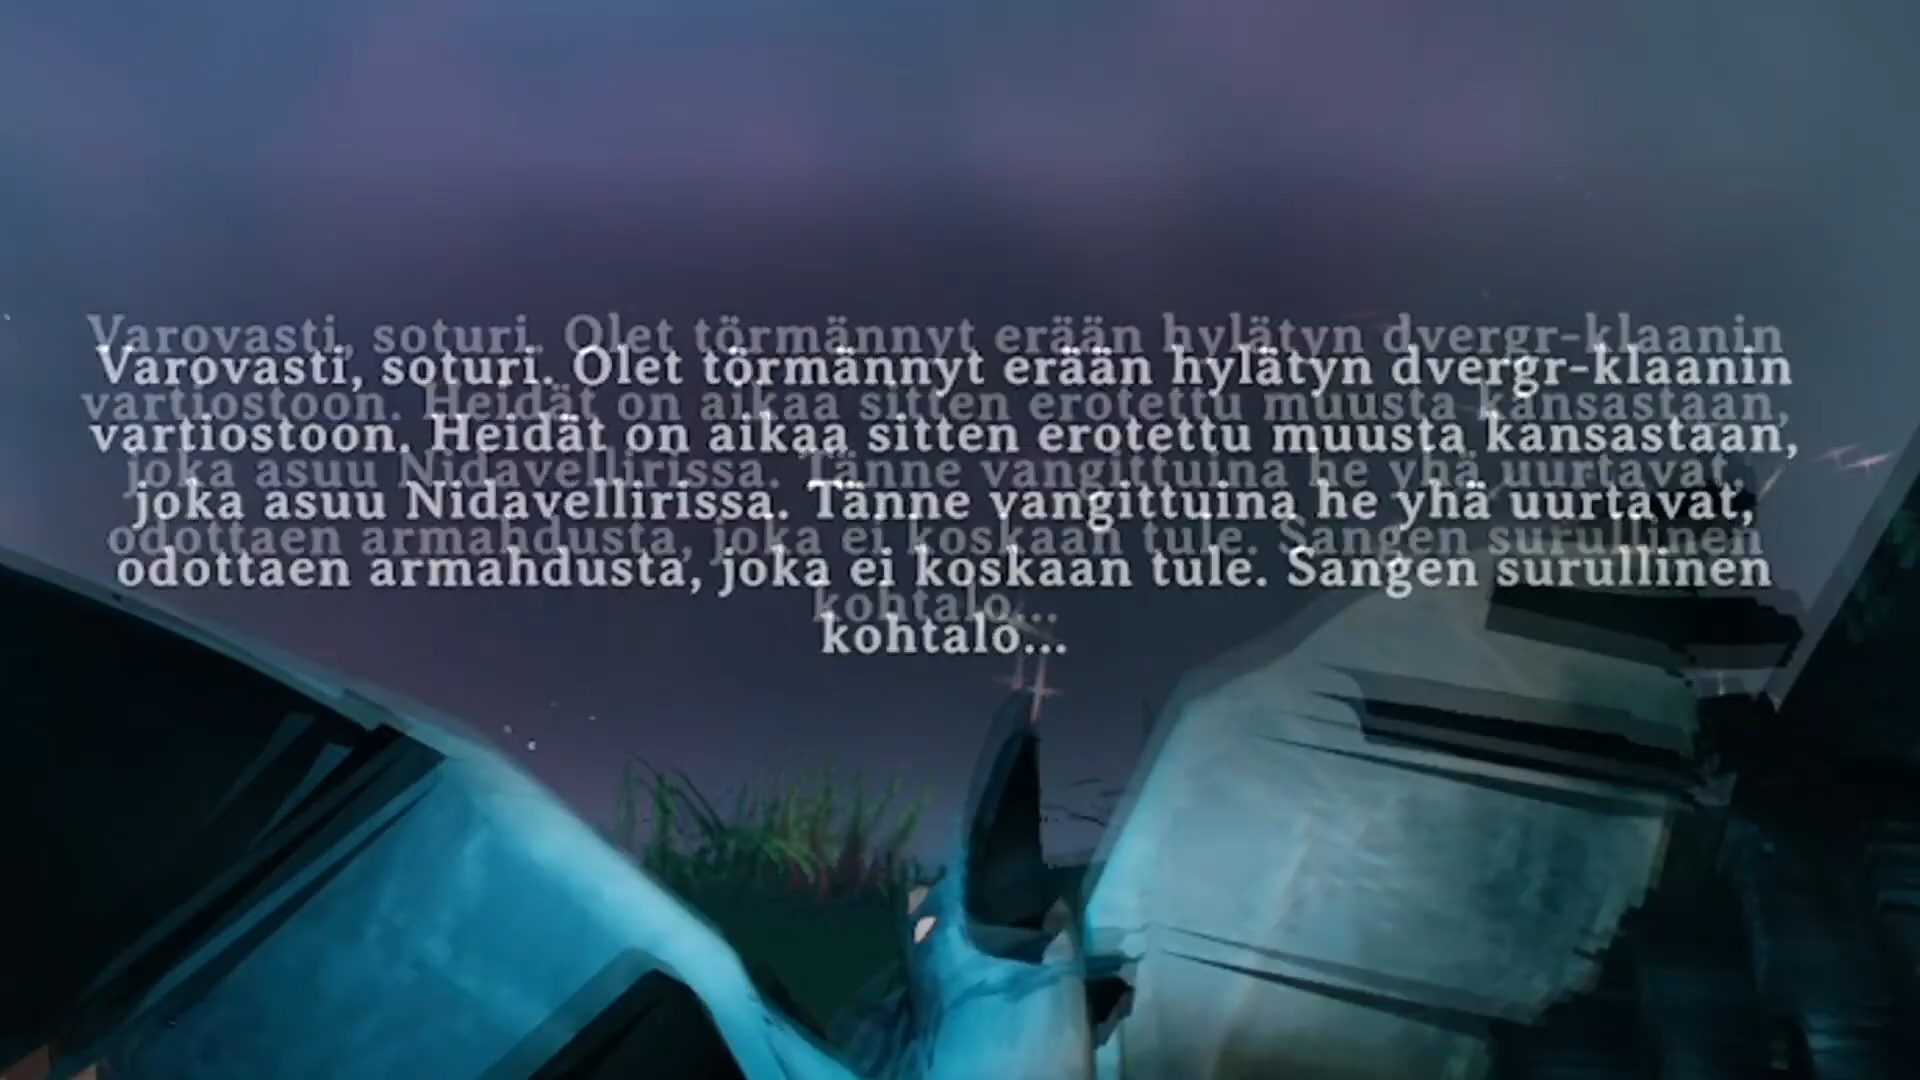 Varovasti, soturi. Olet törmännyt erään hylätyn dvergr-klaanin
vartiostoon. Heidät on aikaa sitten erotettu muusta kansastaan,
joka asuu Nidavellirissa. Tänne vangittuina he yhä uurtavat,
odottaen armahdusta, joka ei koskaan tule. Sangen surullinen
kohtalo...